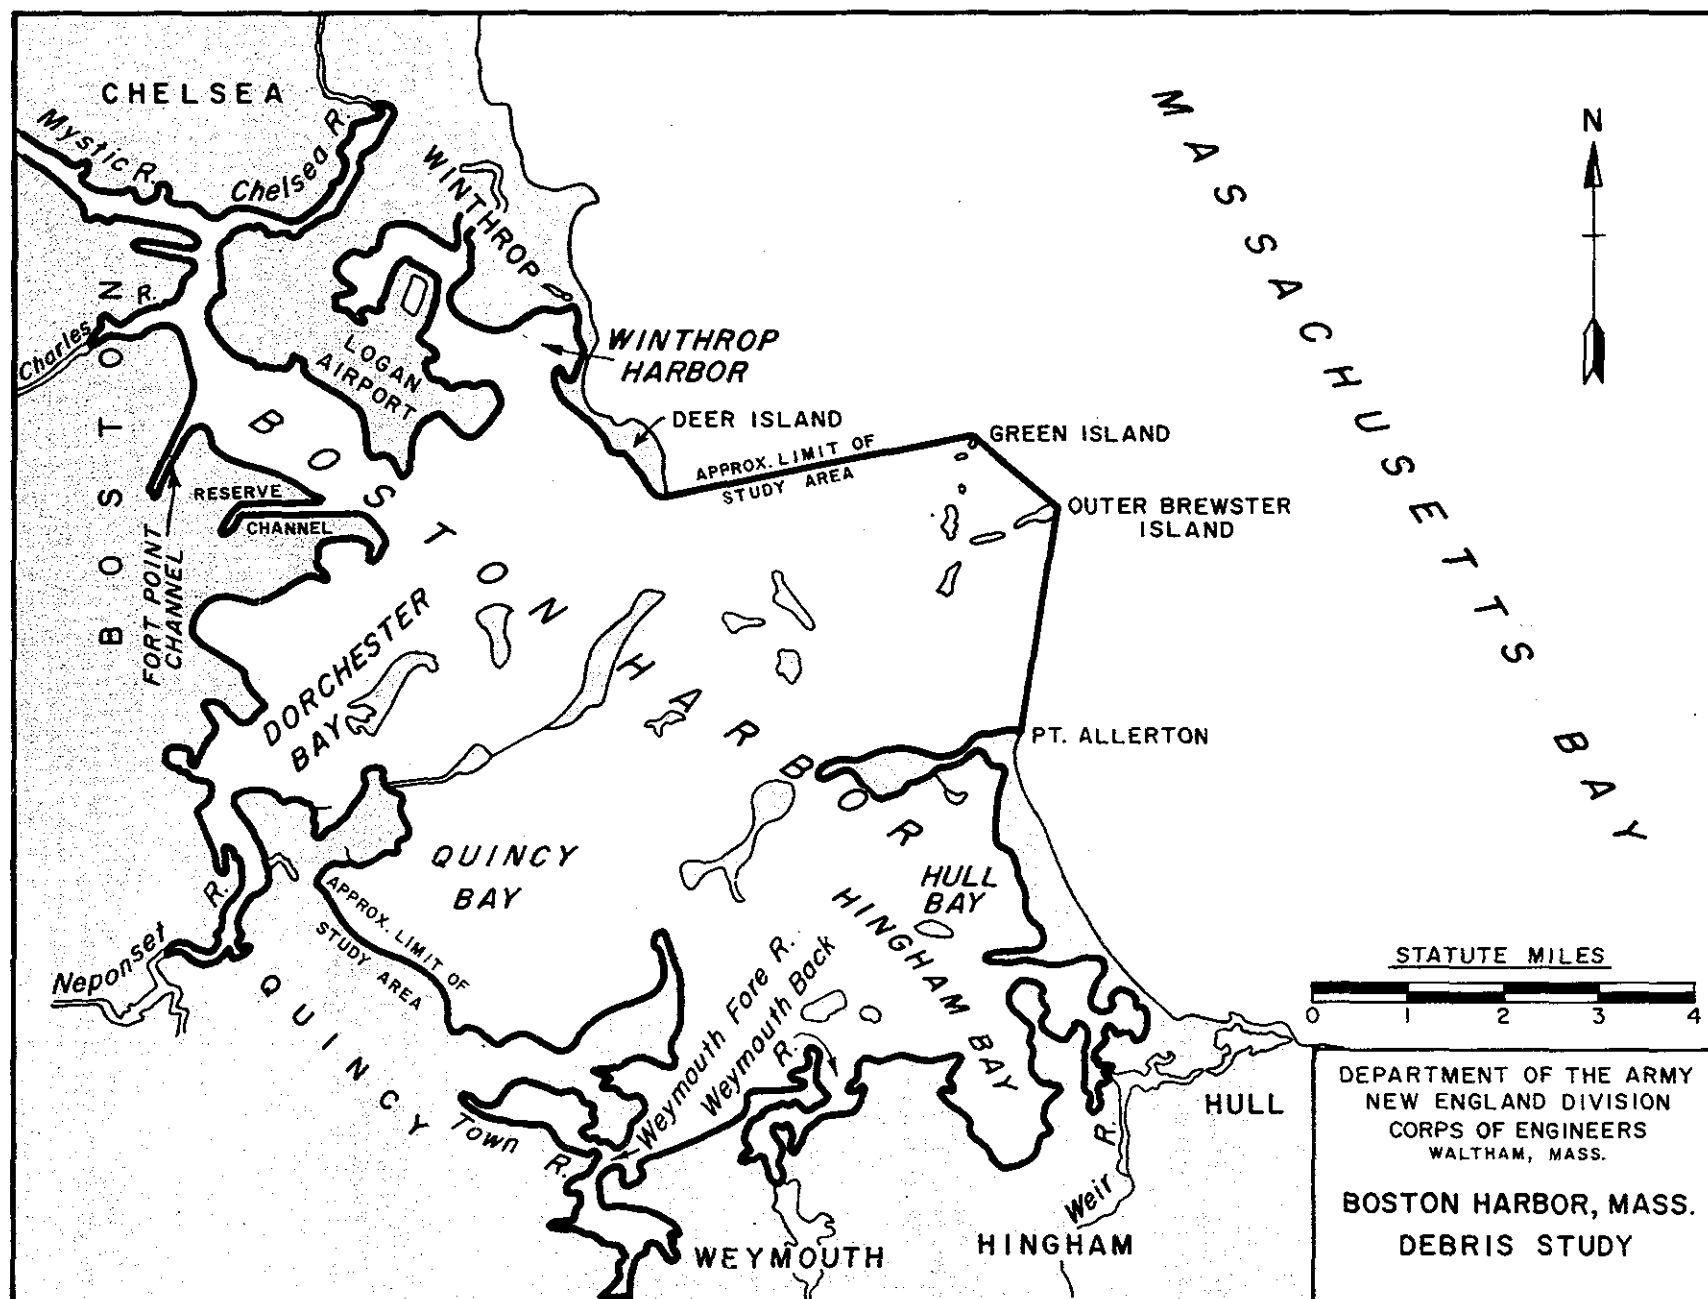 CHELSEA
Mystic R.
Chelsea R.
WINTHROP
MASSACHUSETTS BAY
N
BOSTON
Charles R.
LOGAN
AIRPORT
WINTHROP
HARBOR
DEER ISLAND
GREEN ISLAND
APPROX. LIMIT OF
STUDY AREA
OUTER BREWSTER
ISLAND
BOSTON HARBOR
RESERVE
CHANNEL
FORT POINT
CHANNEL
DORCHESTER
BAY
PT. ALLERTON
QUINCY
BAY
HULL
BAY
HINGHAM BAY
APPROX. LIMIT OF
STUDY AREA
Neponset R.
QUINCY
Weymouth Fore R.
Weymouth Back
R.
Town R.
WEYMOUTH
HINGHAM
Weir R.
HULL
STATUTE MILES
0 1 2 3 4
DEPARTMENT OF THE ARMY
NEW ENGLAND DIVISION
CORPS OF ENGINEERS
WALTHAM, MASS.
BOSTON HARBOR, MASS.
DEBRIS STUDY